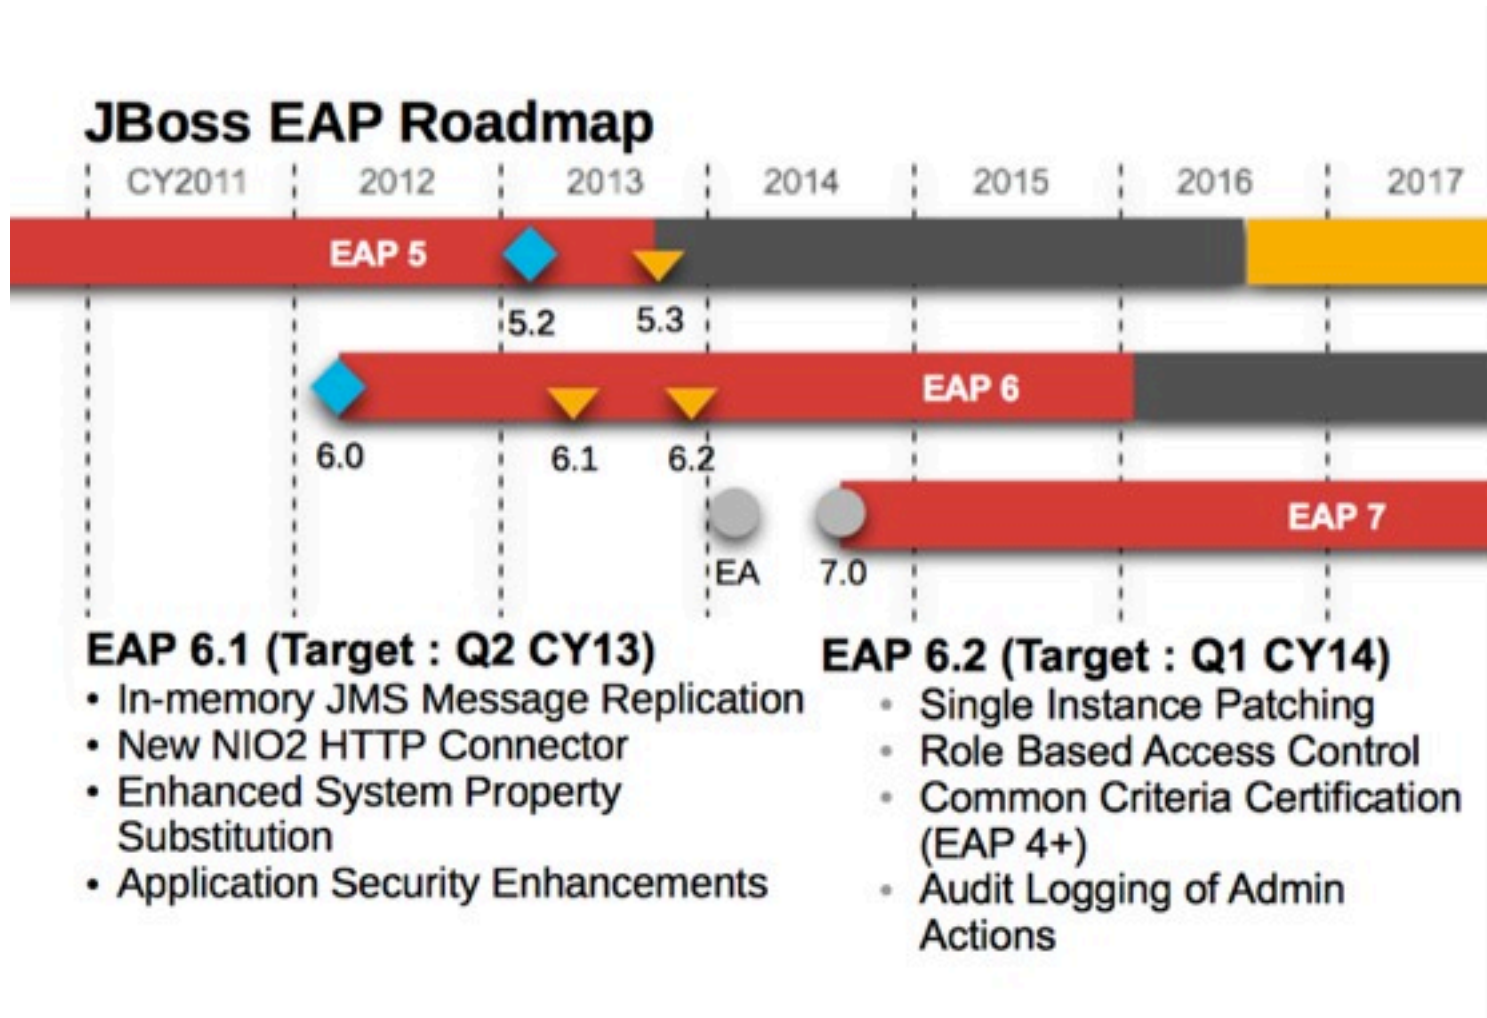 JBoss EAP Roadmap
CY2011 2012 2013 2014 2015 2016 2017
EAP 5
5.2 5.3
EAP 6
6.0 6.1 6.2
EAP 7
EA 7.0
EAP 6.1 (Target : Q2 CY13)
• In-memory JMS Message Replication
• New NIO2 HTTP Connector
• Enhanced System Property
Substitution
• Application Security Enhancements
EAP 6.2 (Target : Q1 CY14)
• Single Instance Patching
• Role Based Access Control
• Common Criteria Certification
(EAP 4+)
• Audit Logging of Admin
Actions